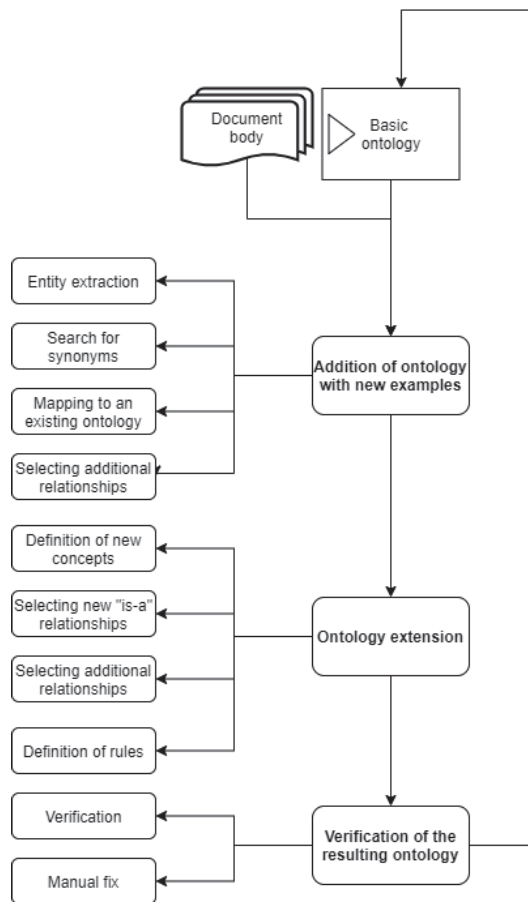 Document
body
Basic
ontology
Entity extraction
Search for
synonyms
Addition of ontology
with new examples
Mapping to an
existing ontology
Selecting additional
relationships
Definition of new
concepts
Selecting new "is-a"
relationships
Ontology extension
Selecting additional
relationships
Definition of rules
Verification
Verification of the
resulting ontology
Manual fix